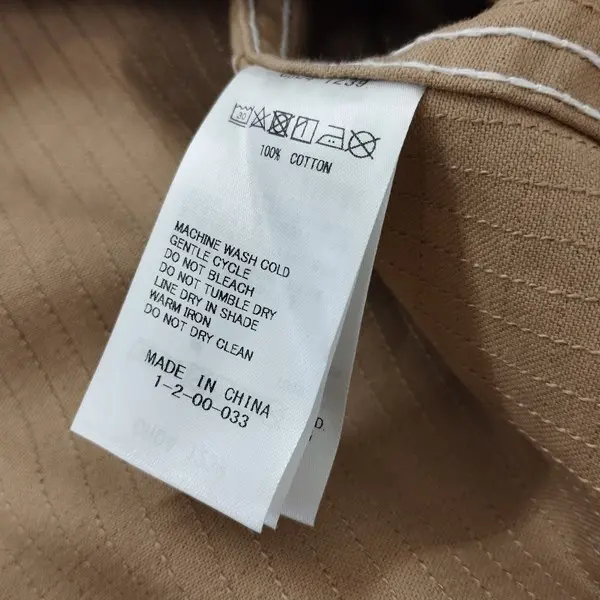 30
100% COTTON
MACHINE WASH COLD
GENTLE CYCLE
DO NOT BLEACH
DO NOT TUMBLE DRY
LINE DRY IN SHADE
WARM IRON
DO NOT DRY CLEAN
MADE IN CHINA
1-2-00-033
D.